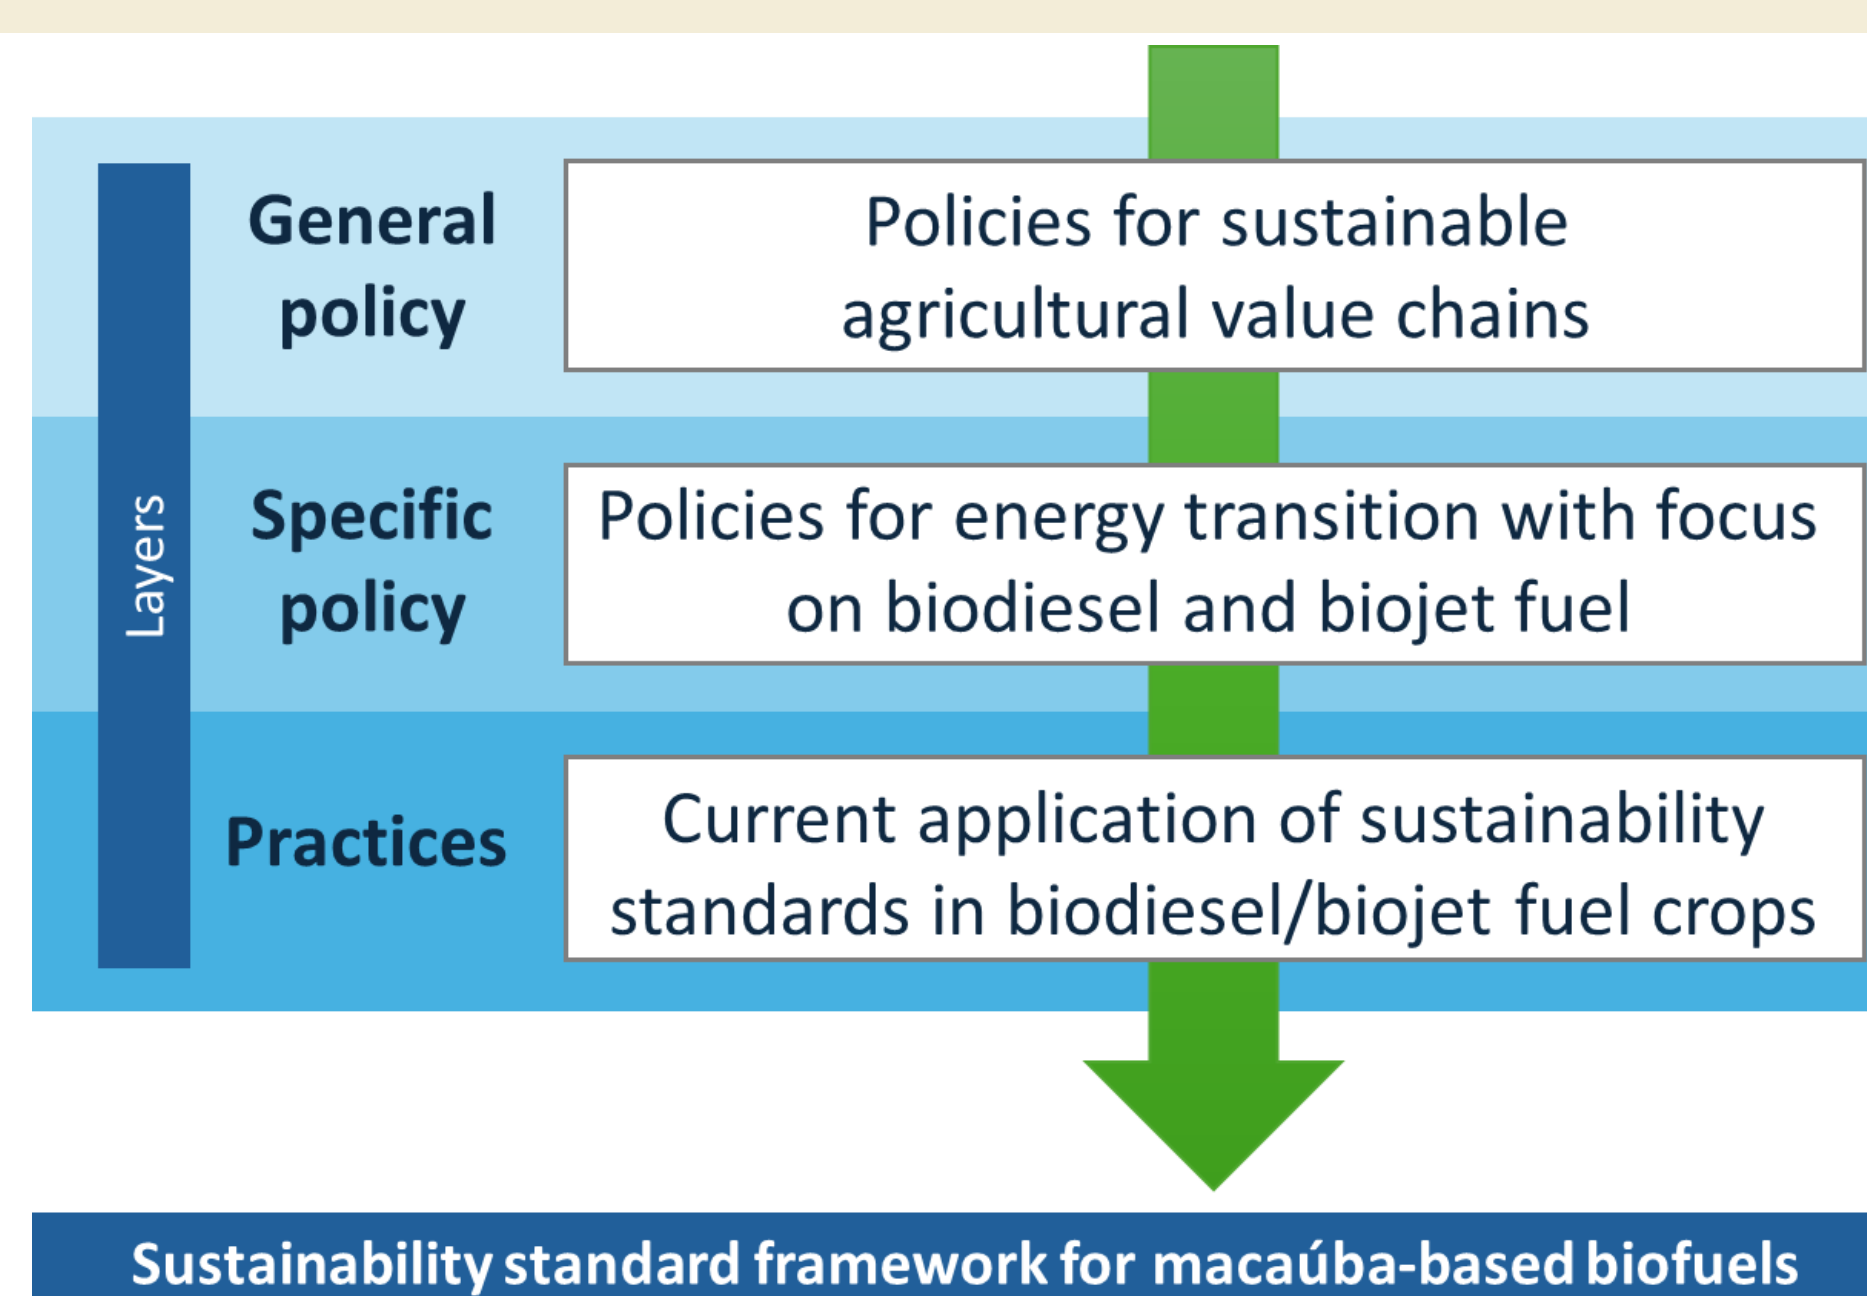 Layers
General
policy
Policies for sustainable
agricultural value chains
Specific
policy
Policies for energy transition with focus
on biodiesel and biojet fuel
Practices
Current application of sustainability
standards in biodiesel/biojet fuel crops
Sustainability standard framework for macaúba-based biofuels